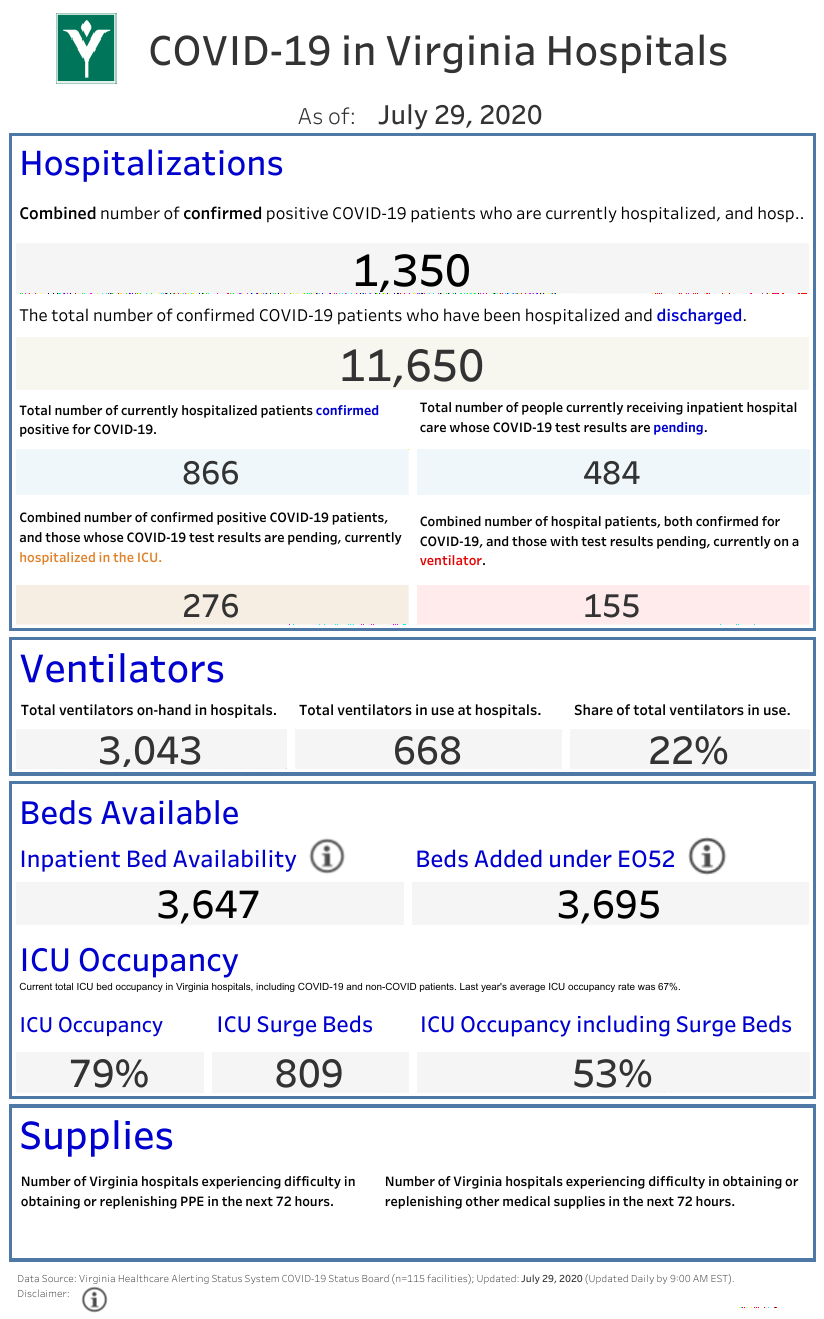 COVID-19 in Virginia Hospitals
As of: July 29, 2020
Hospitalizations
Combined number of confirmed positive COVID-19 patients who are currently hospitalized, and hosp..
1,350
The total number of confirmed COVID-19 patients who have been hospitalized and discharged.
11,650
Total number of currently hospitalized patients confirmed
positive for COVID-19.
Total number of people currently receiving inpatient hospital
care whose COVID-19 test results are pending.
866
484
Combined number of confirmed positive COVID-19 patients,
and those whose COVID-19 test results are pending, currently
hospitalized in the ICU.
Combined number of hospital patients, both confirmed for
COVID-19, and those with test results pending, currently on a
ventilator.
276
155
Ventilators
Total ventilators on-hand in hospitals.
Total ventilators in use at hospitals.
Share of total ventilators in use.
3,043
668
22%
Beds Available
Inpatient Bed Availability
Beds Added under EO52
3,647
3,695
ICU Occupancy
Current total ICU bed occupancy in Virginia hospitals, including COVID-19 and non-COVID patients. Last year's average ICU occupancy rate was 67%.
ICU Occupancy
ICU Surge Beds
ICU Occupancy including Surge Beds
79%
809
53%
Supplies
Number of Virginia hospitals experiencing difficulty in
obtaining or replenishing PPE in the next 72 hours.
Number of Virginia hospitals experiencing difficulty in obtaining or
replenishing other medical supplies in the next 72 hours.
Data Source: Virginia Healthcare Alerting Status System COVID-19 Status Board (n=115 facilities); Updated: July 29, 2020 (Updated Daily by 9:00 AM EST).
Disclaimer: